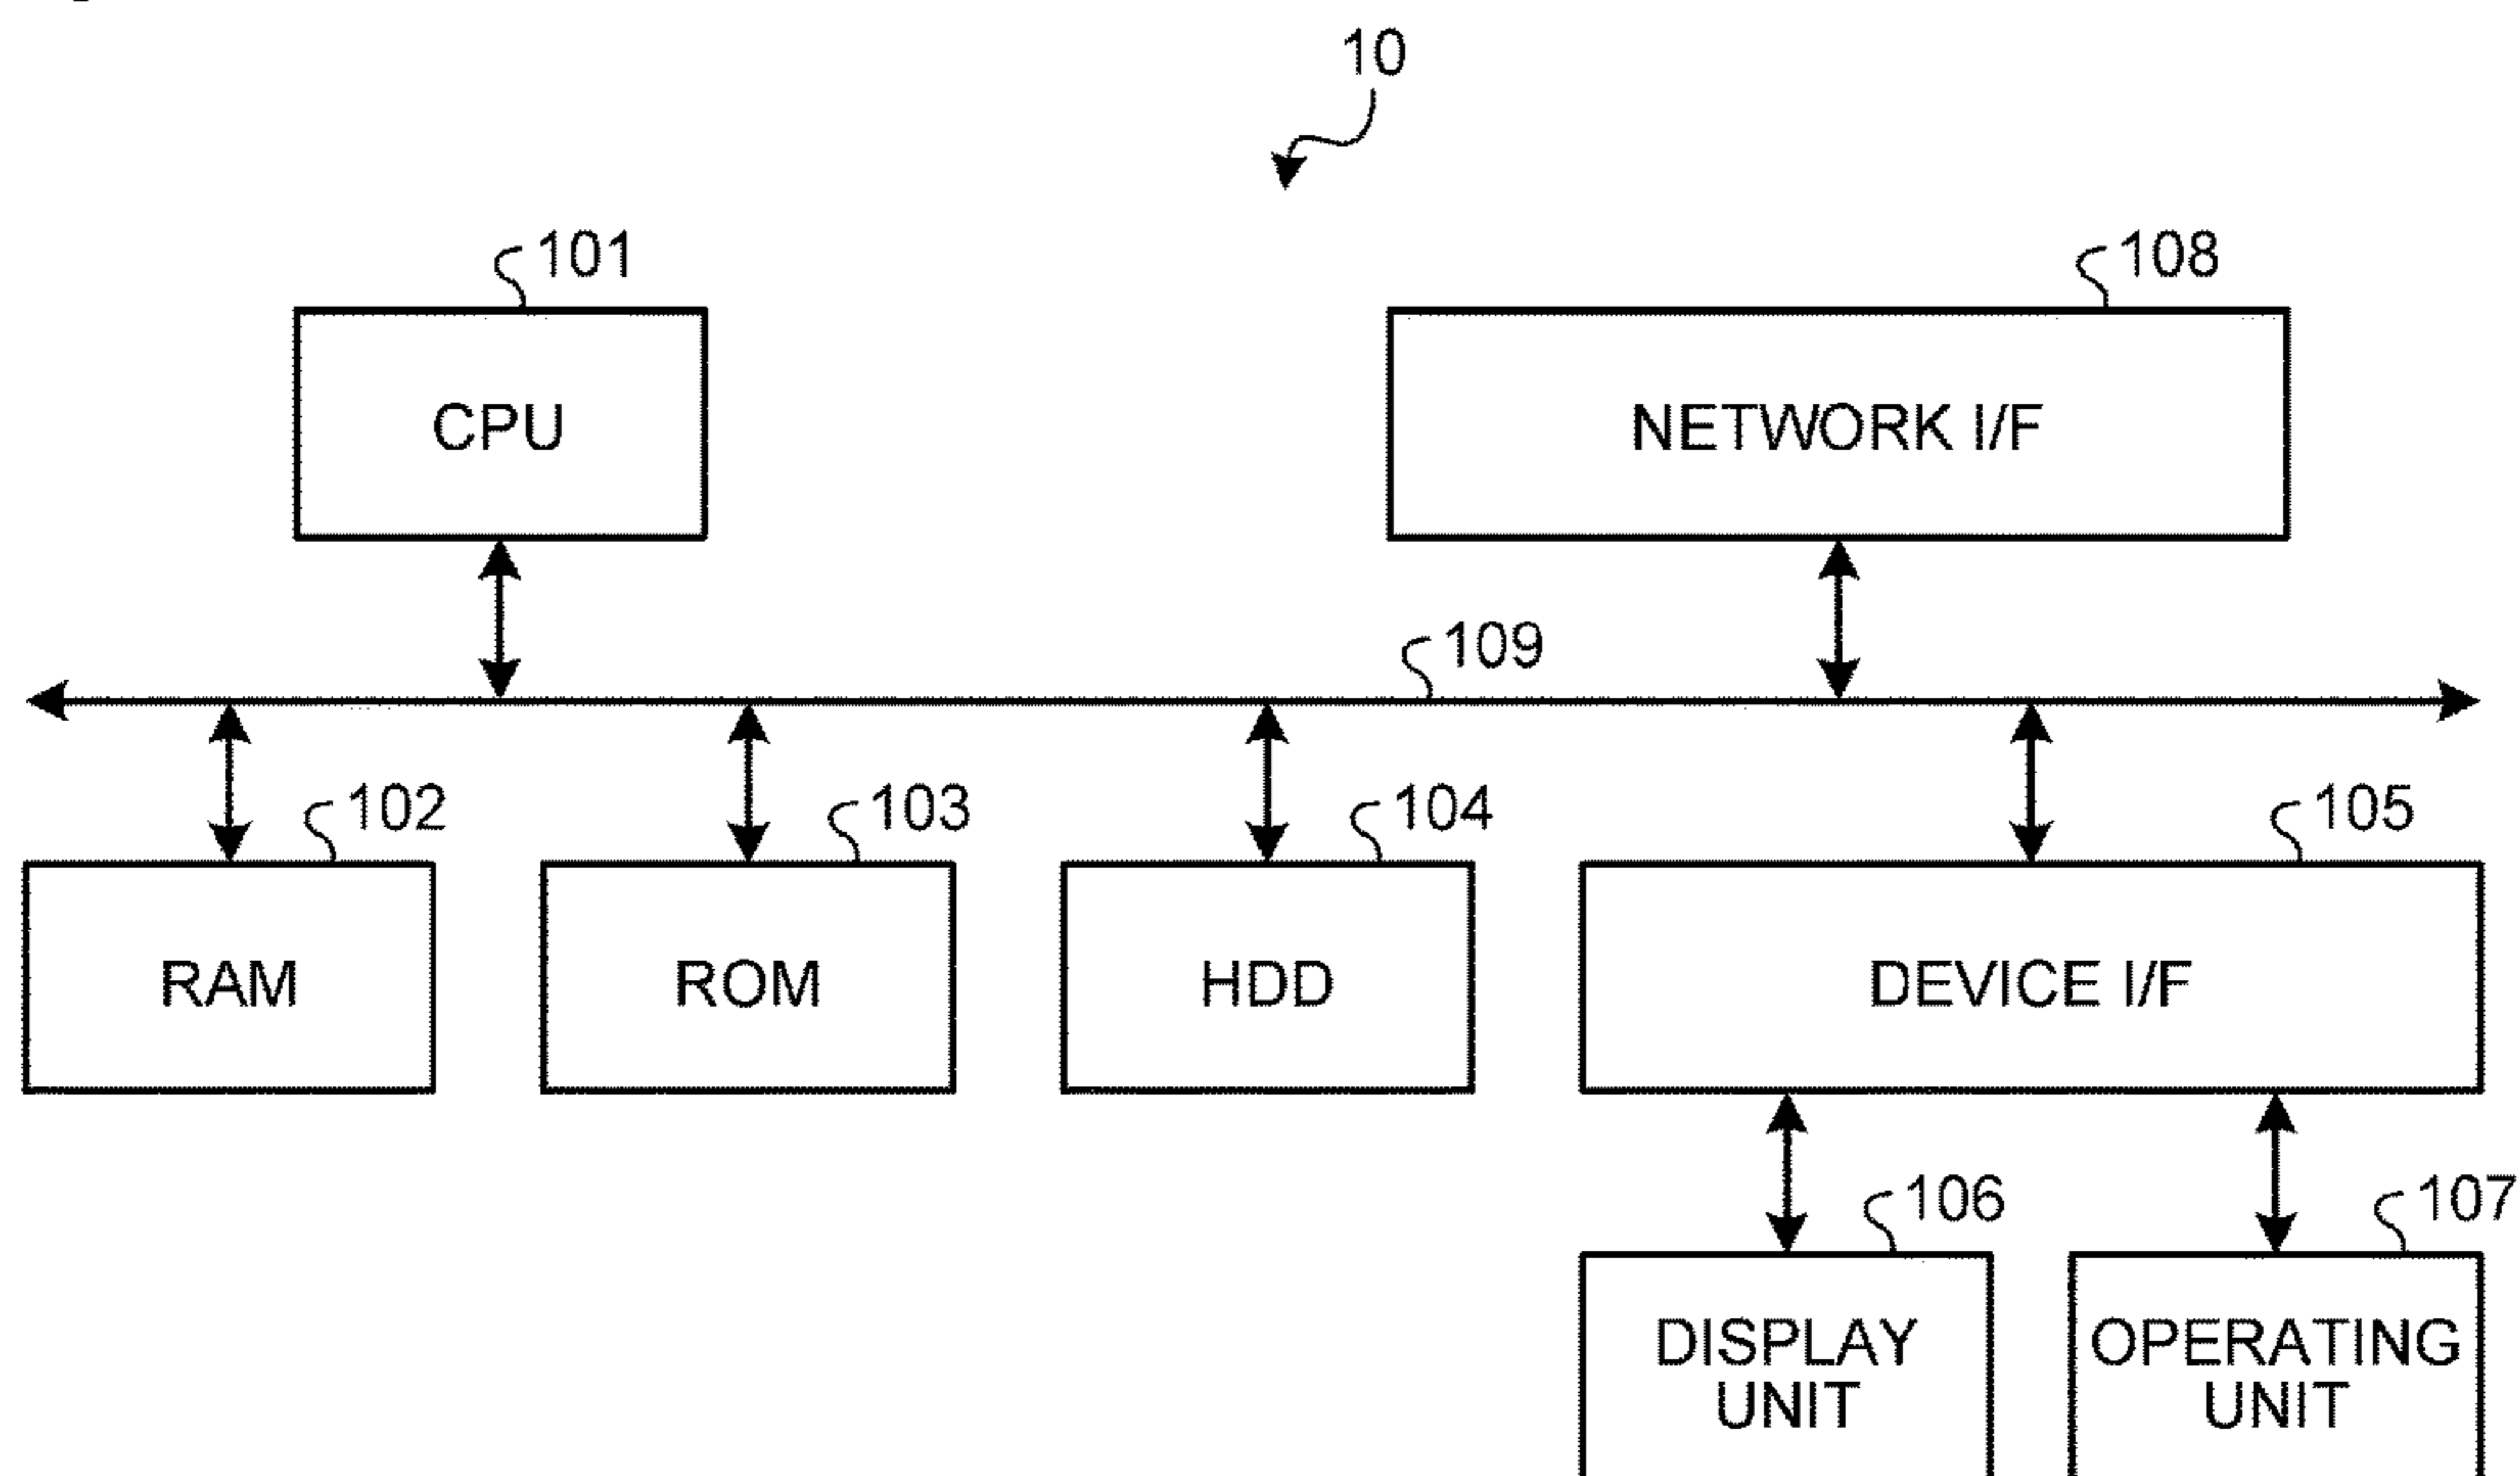 10
101
108
CPU
NETWORK I/F
109
102
103
104
105
RAM
ROM
HDD
DEVICE I/F
106
107
DISPLAY
UNIT
OPERATING
UNIT